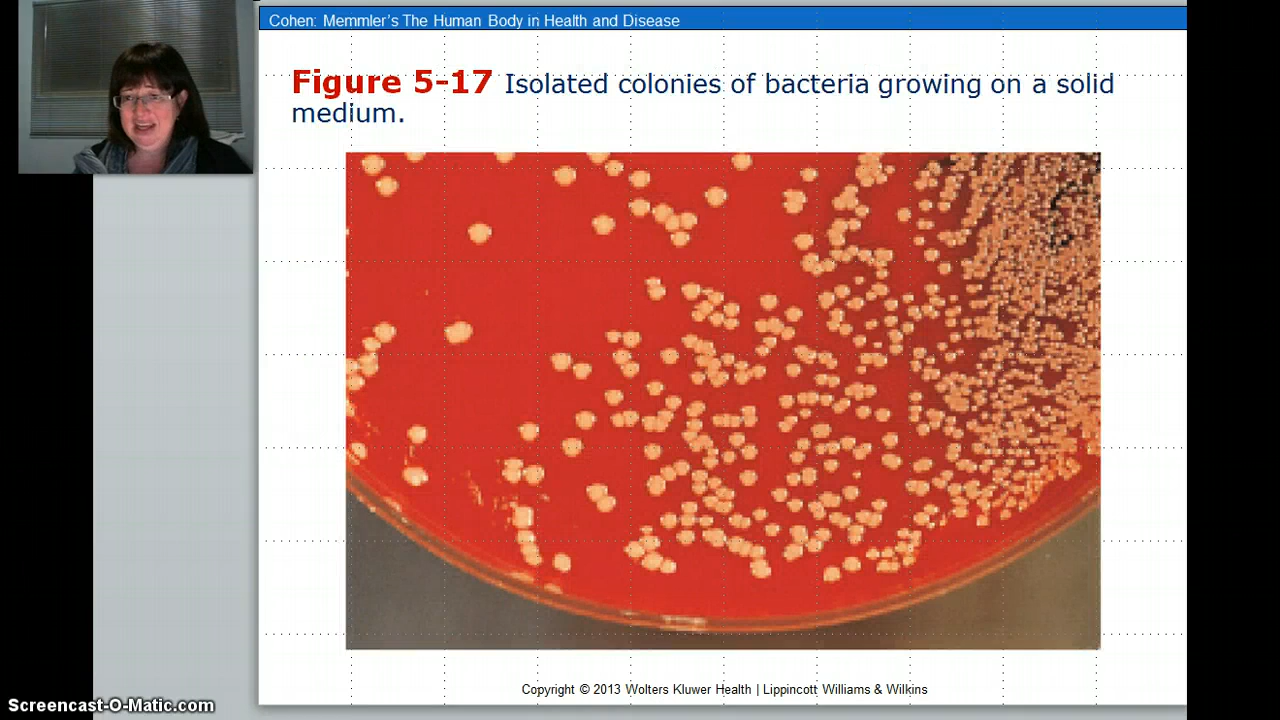 Cohen: Memmler's The Human Body in Health and Disease
Figure 5-17 Isolated colonies of bacteria growing on a solid
medium.
Copyright © 2013 Wolters Kluwer Health | Lippincott Williams & Wilkins
Screencast-O-Matic.com